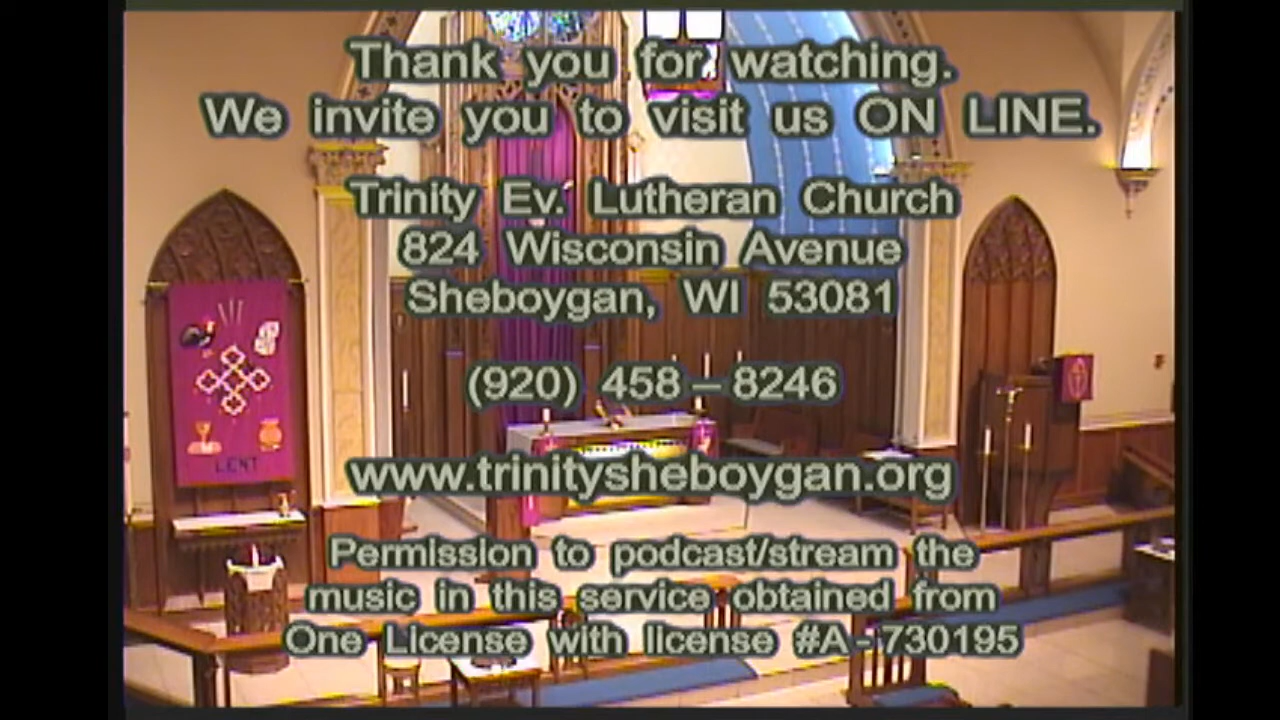 Thank you for watching.
We invite you to visit us ON LINE.
Trinity Ev. Lutheran Church
824 Wisconsin Avenue
Sheboygan, WI 53081
(920) 458 – 8246
www.trinitysheboygan.org
Permission to podcast/stream the
music in this service obtained from
One License with license #A - 730195
LENT